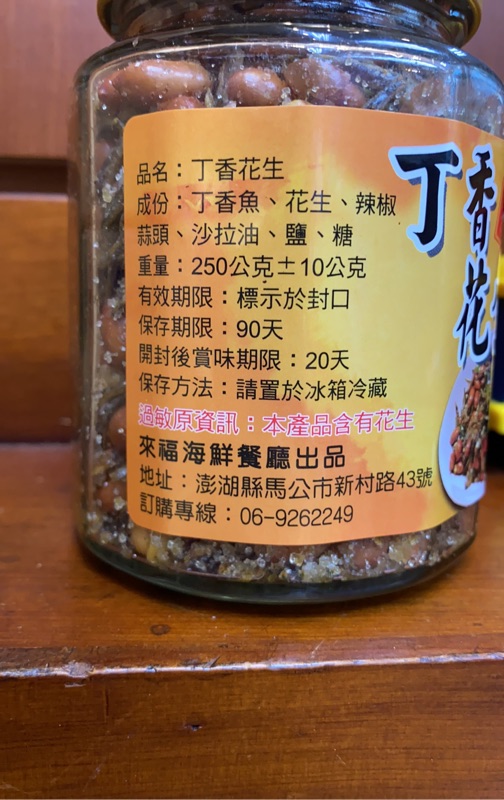 品名：丁香花生
成份：丁香魚、花生、辣椒
蒜頭、沙拉油、鹽、糖
重量：250公克±10公克
有效期限：標示於封口
保存期限：90天
開封後賞味期限：20天
保存方法：請置於冰箱冷藏
過敏原資訊：本產品含有花生
來福海鮮餐廳出品
地址：澎湖縣馬公市新村路43號
訂購專線：06-9262249
丁香花